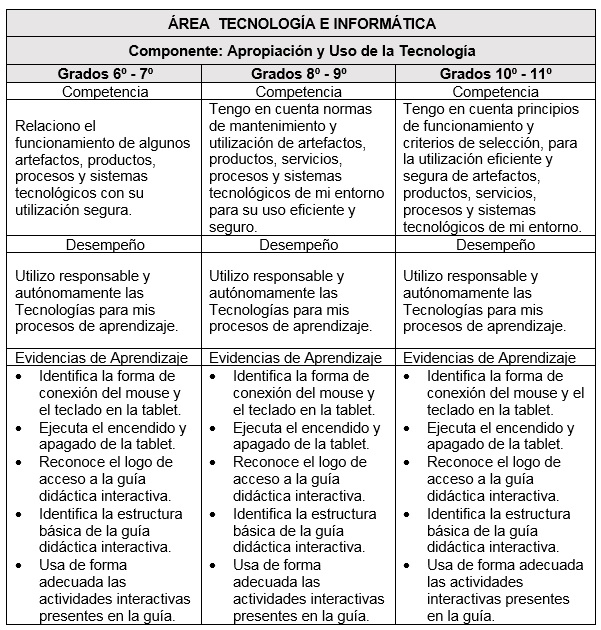 ÁREA  TECNOLOGÍA E INFORMÁTICA
Componente: Apropiación y Uso de la Tecnología
Grados 6º - 7º
Competencia
Relaciono el
funcionamiento de algunos
artefactos, productos,
procesos y sistemas
tecnológicos con su
utilización segura.
Desempeño
Utilizo responsable y
autónomamente las
Tecnologías para mis
procesos de aprendizaje.
Evidencias de Aprendizaje
• Identifica la forma de
conexión del mouse y
el teclado en la tablet.
• Ejecuta el encendido y
apagado de la tablet.
• Reconoce el logo de
acceso a la guía
didáctica interactiva.
• Identifica la estructura
básica de la guía
didáctica interactiva.
• Usa de forma
adecuada las
actividades interactivas
presentes en la guía.
Grados 8º - 9º
Competencia
Tengo en cuenta normas
de mantenimiento y
utilización de artefactos,
productos, servicios,
procesos y sistemas
tecnológicos de mi entorno
para su uso eficiente y
seguro.
Desempeño
Utilizo responsable y
autónomamente las
Tecnologías para mis
procesos de aprendizaje.
Evidencias de Aprendizaje
• Identifica la forma de
conexión del mouse y
el teclado en la tablet.
• Ejecuta el encendido y
apagado de la tablet.
• Reconoce el logo de
acceso a la guía
didáctica interactiva.
• Identifica la estructura
básica de la guía
didáctica interactiva.
• Usa de forma
adecuada las
actividades interactivas
presentes en la guía.
Grados 10º - 11º
Competencia
Tengo en cuenta principios
de funcionamiento y
criterios de selección, para
la utilización eficiente y
segura de artefactos,
productos, servicios,
procesos y sistemas
tecnológicos de mi entorno.
Desempeño
Utilizo responsable y
autónomamente las
Tecnologías para mis
procesos de aprendizaje.
Evidencias de Aprendizaje
• Identifica la forma de
conexión del mouse y el
teclado en la tablet.
• Ejecuta el encendido y
apagado de la tablet.
• Reconoce el logo de
acceso a la guía
didáctica interactiva.
• Identifica la estructura
básica de la guía
didáctica interactiva.
• Usa de forma adecuada
las actividades
interactivas presentes
en la guía.